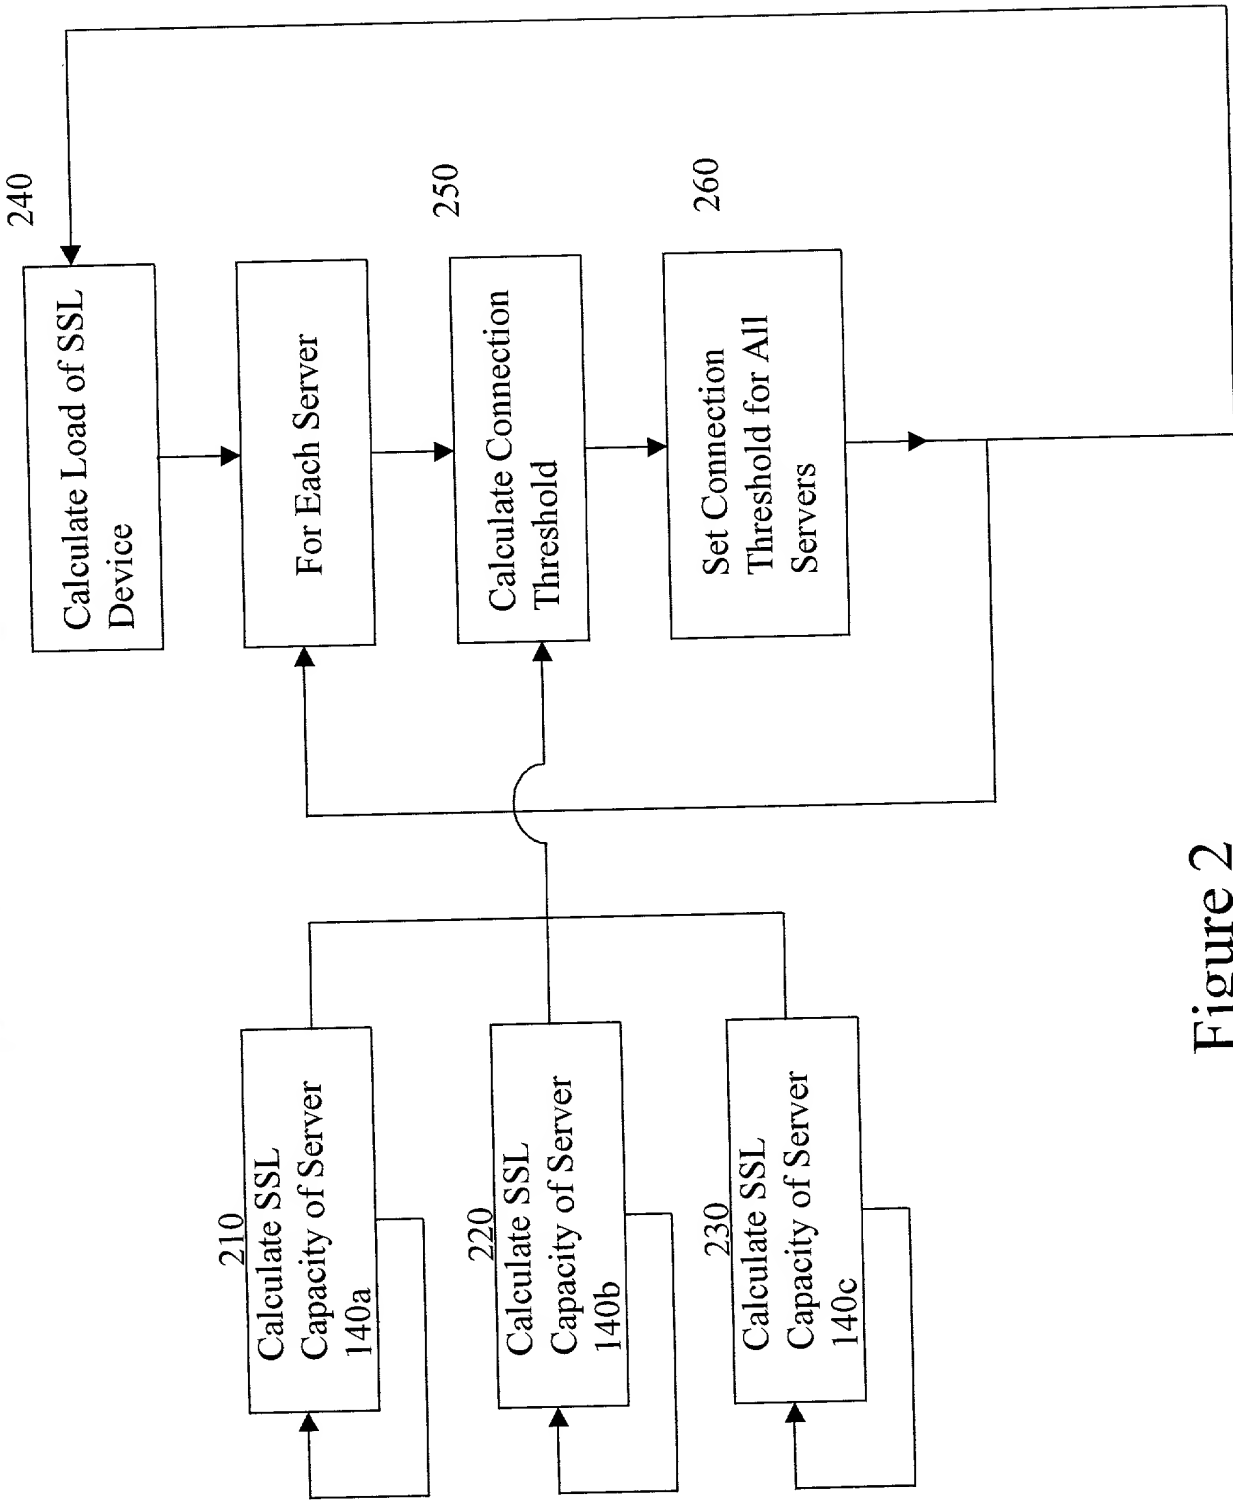 240
Calculate Load of SSL
Device
For Each Server
250
Calculate Connection
Threshold
260
Set Connection
Threshold for All
Servers
210
Calculate SSL
Capacity of Server
140a
220
Calculate SSL
Capacity of Server
140b
230
Calculate SSL
Capacity of Server
140c
Figure 2